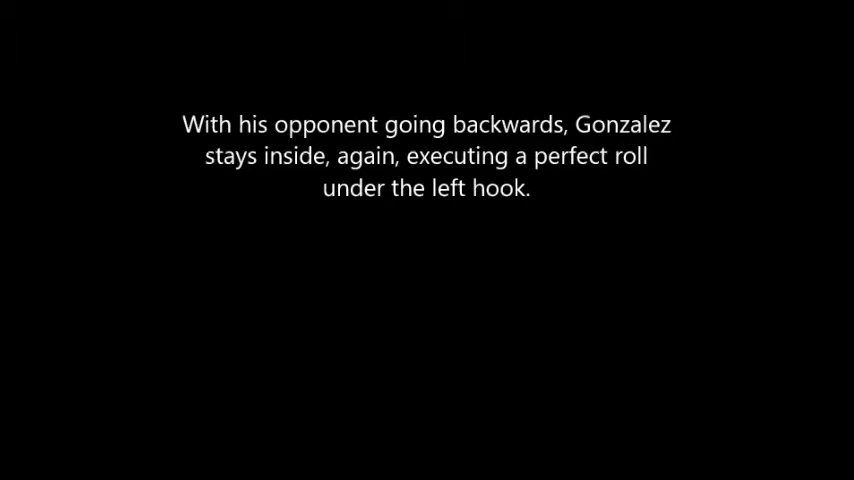 With his opponent going backwards, Gonzalez
stays inside, again, executing a perfect roll
under the left hook.